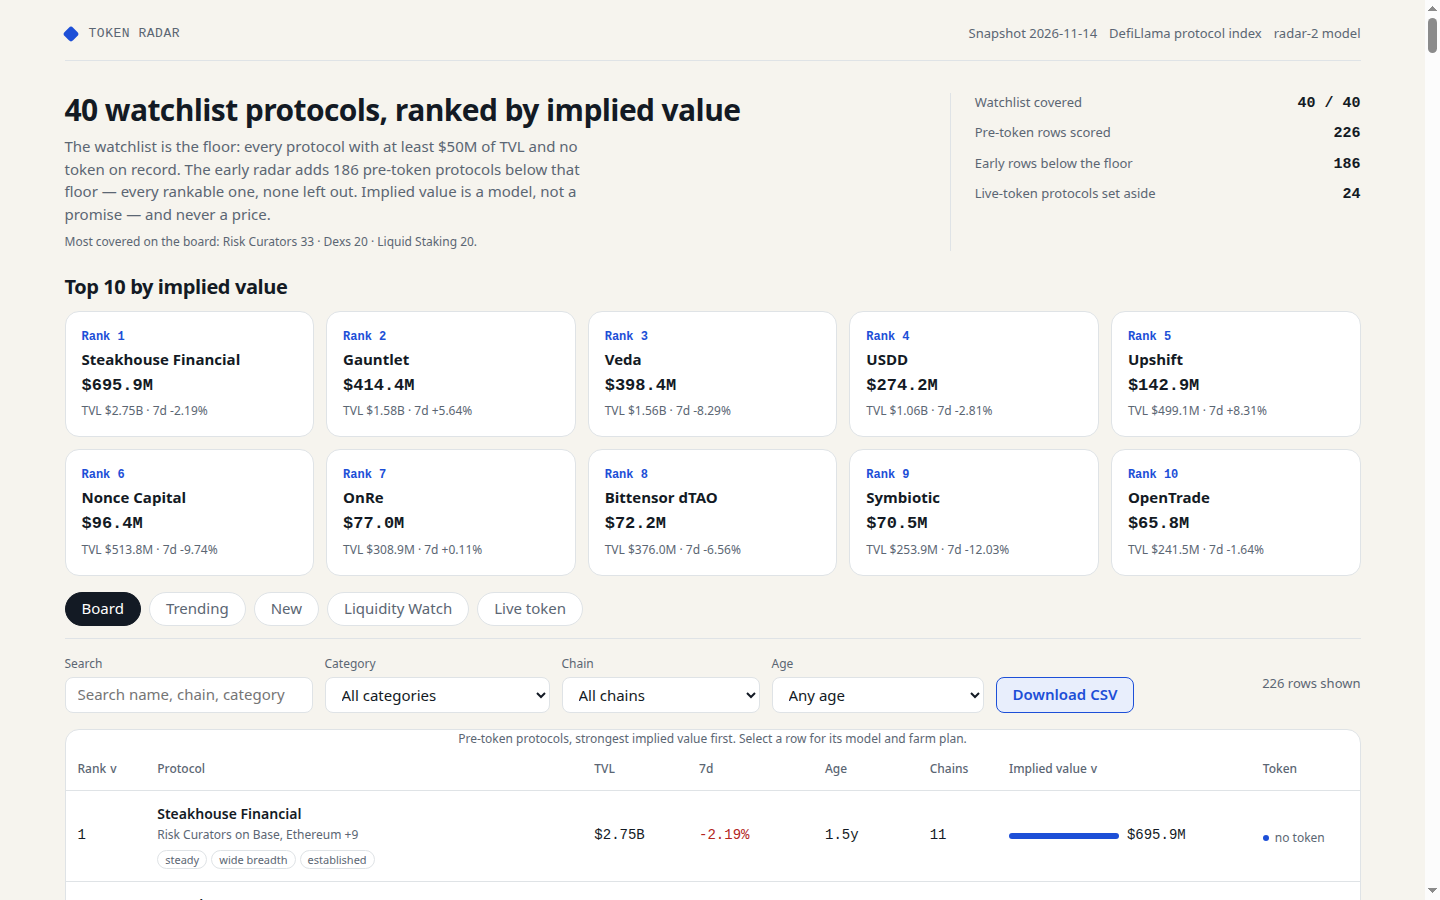 TOKEN RADAR
Snapshot 2026-11-14 DefiLlama protocol index radar-2 model
40 watchlist protocols, ranked by implied value
The watchlist is the floor: every protocol with at least $50M of TVL and no
token on record. The early radar adds 186 pre-token protocols below that
floor — every rankable one, none left out. Implied value is a model, not a
promise — and never a price.
Most covered on the board: Risk Curators 33 · Dexs 20 · Liquid Staking 20.
Watchlist covered 40 / 40
Pre-token rows scored 226
Early rows below the floor 186
Live-token protocols set aside 24
Top 10 by implied value
Rank 1
Steakhouse Financial
$695.9M
TVL $2.75B · 7d -2.19%
Rank 2
Gauntlet
$414.4M
TVL $1.58B · 7d +5.64%
Rank 3
Veda
$398.4M
TVL $1.56B · 7d -8.29%
Rank 4
USDD
$274.2M
TVL $1.06B · 7d -2.81%
Rank 5
Upshift
$142.9M
TVL $499.1M · 7d +8.31%
Rank 6
Nonce Capital
$96.4M
TVL $513.8M · 7d -9.74%
Rank 7
OnRe
$77.0M
TVL $308.9M · 7d +0.11%
Rank 8
Bittensor dTAO
$72.2M
TVL $376.0M · 7d -6.56%
Rank 9
Symbiotic
$70.5M
TVL $253.9M · 7d -12.03%
Rank 10
OpenTrade
$65.8M
TVL $241.5M · 7d -1.64%
Board Trending New Liquidity Watch Live token
Search Category Chain Age
Search name, chain, category All categories All chains Any age Download CSV 226 rows shown
Pre-token protocols, strongest implied value first. Select a row for its model and farm plan.
Rank v Protocol TVL 7d Age Chains Implied value v Token
Steakhouse Financial
1 Risk Curators on Base, Ethereum +9 $2.75B -2.19% 1.5y 11 $695.9M no token
steady wide breadth established